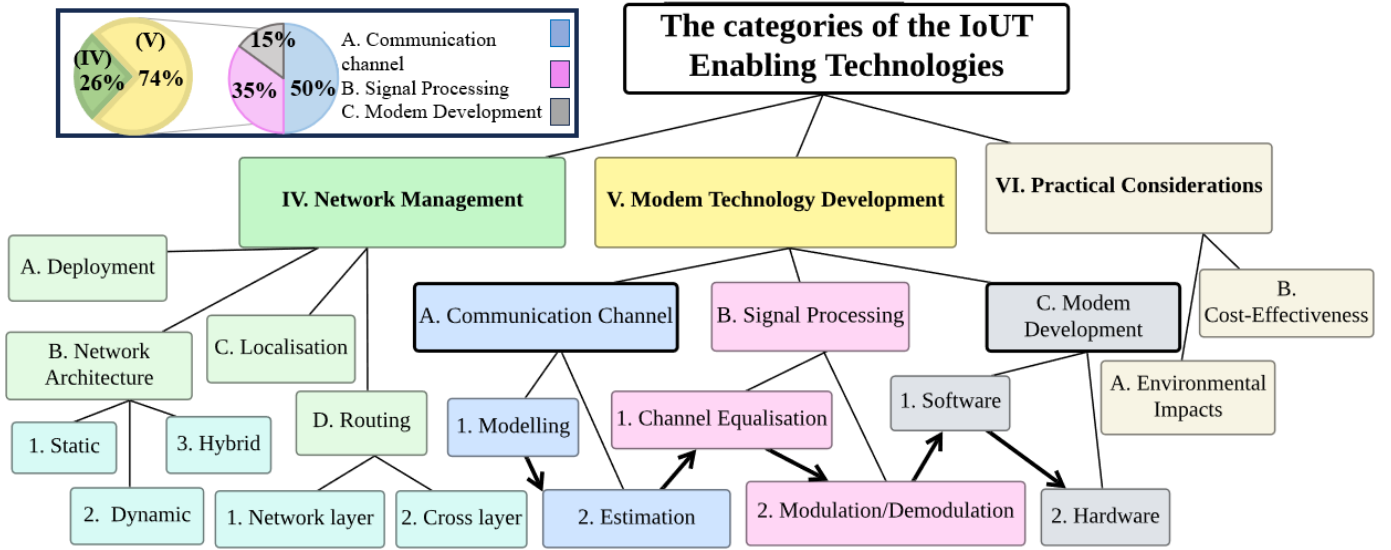 (V)
(IV)
26%
74%
15%
35%
50%
A. Communication
channel
B. Signal Processing
C. Modem Development
The categories of the IoUT
Enabling Technologies
IV. Network Management
V. Modem Technology Development
VI. Practical Considerations
A. Deployment
B. Network
Architecture
C. Localisation
D. Routing
1. Static
2. Dynamic
3. Hybrid
1. Network layer
2. Cross layer
A. Communication Channel
B. Signal Processing
C. Modem
Development
1. Modelling
2. Estimation
1. Channel Equalisation
2. Modulation/Demodulation
1. Software
2. Hardware
A. Environmental
Impacts
B.
Cost-Effectiveness